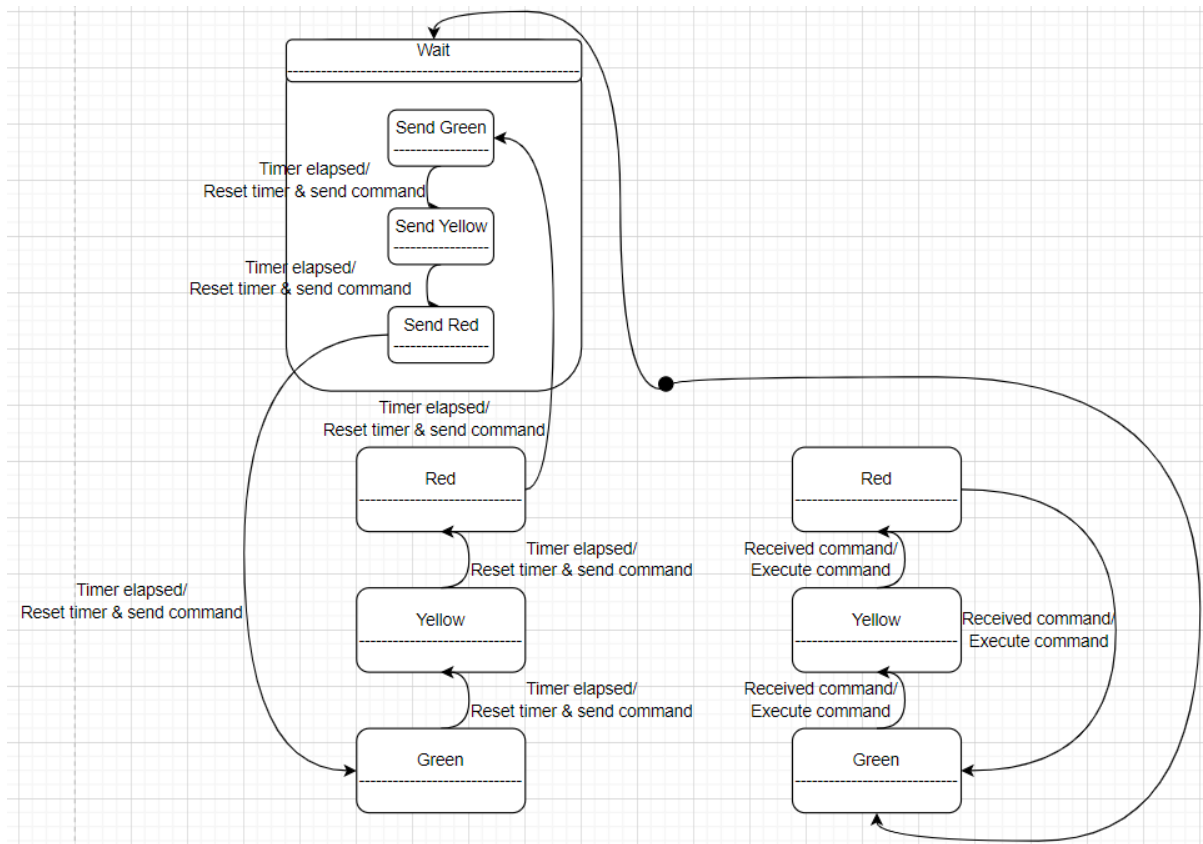 Wait
Send Green
Timer elapsed/
Reset timer & send command
Send Yellow
Timer elapsed/
Reset timer & send command
Send Red
Timer elapsed/
Reset timer & send command
Red
Red
Timer elapsed/
Reset timer & send command
Received command/
Execute command
Timer elapsed/
Reset timer & send command
Yellow
Yellow
Received command/
Execute command
Timer elapsed/
Reset timer & send command
Received command/
Execute command
Green
Green